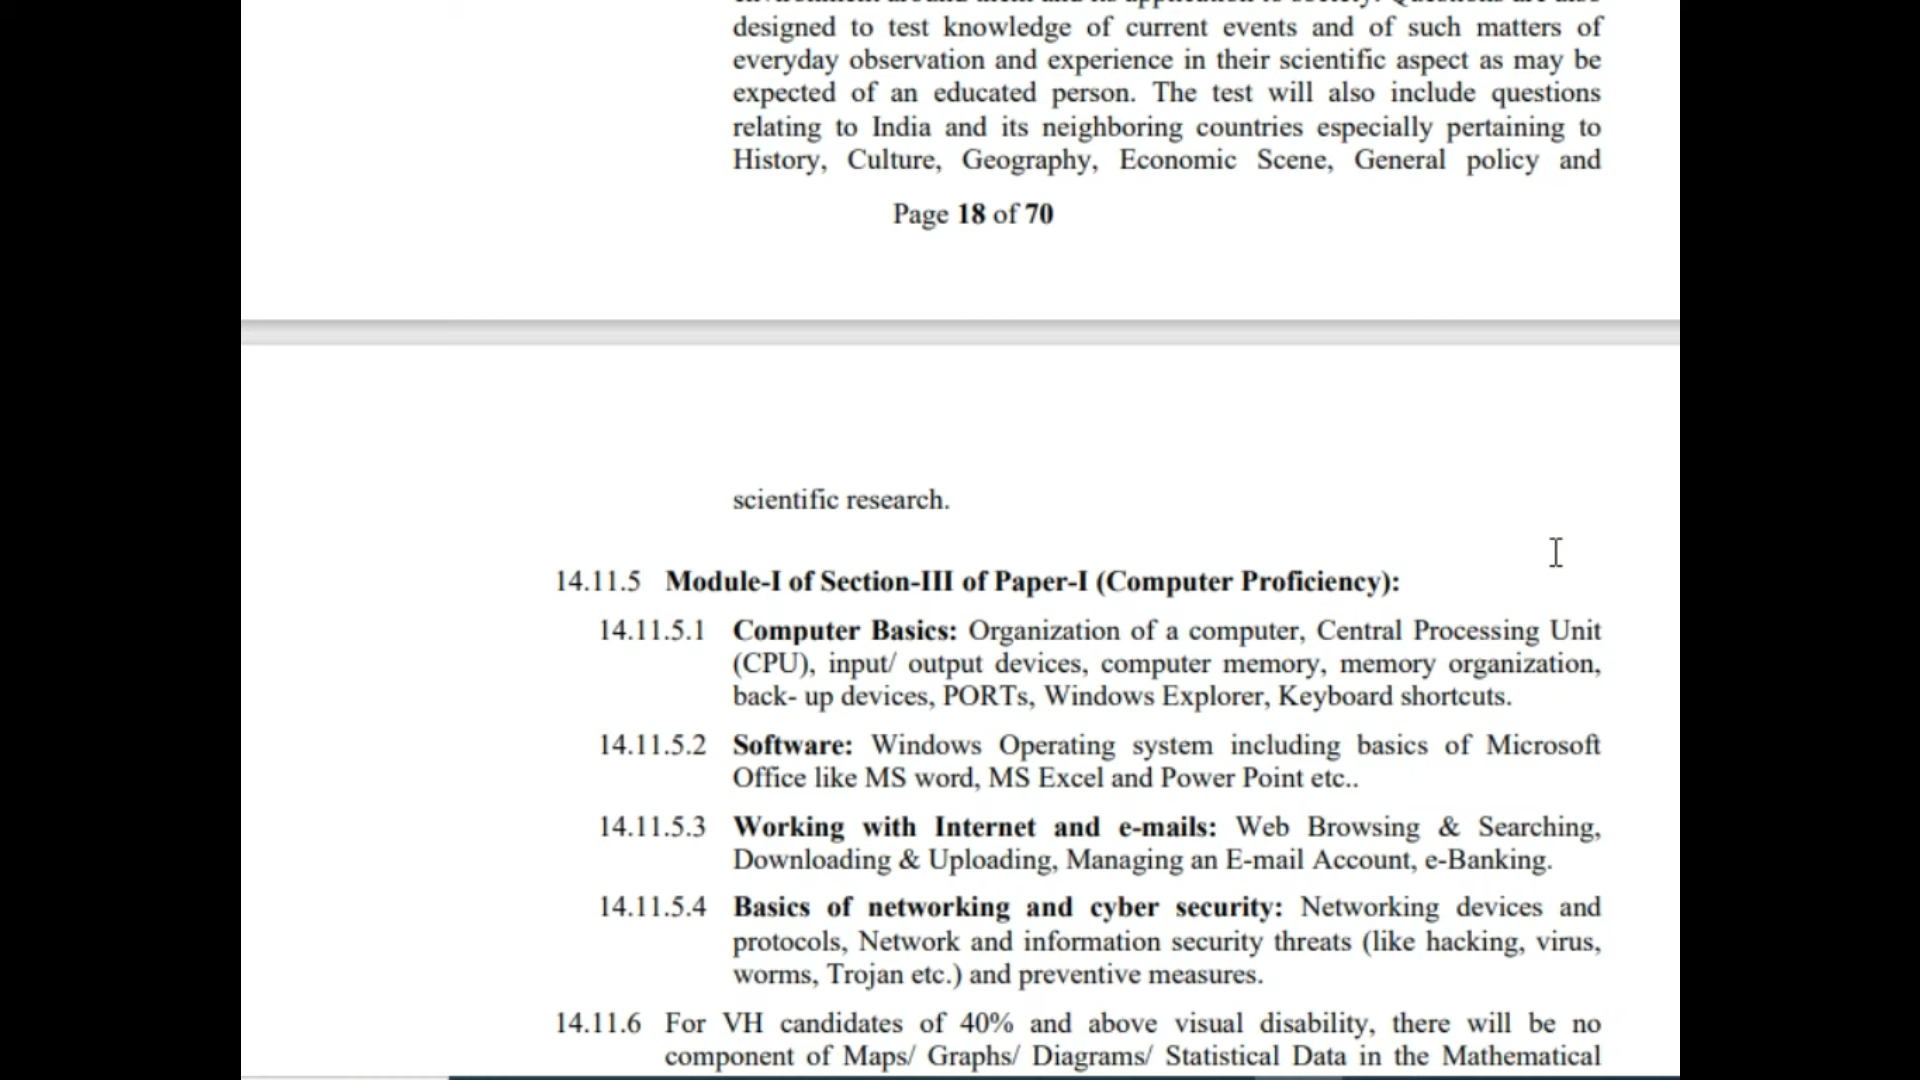 designed to test knowledge of current events and of such matters of
everyday observation and experience in their scientific aspect as may be
expected of an educated person. The test will also include questions
relating to India and its neighboring countries especially pertaining to
History, Culture, Geography, Economic Scene, General policy and
Page 18 of 70
scientific research.
14.11.5 Module-I of Section-III of Paper-I (Computer Proficiency):
14.11.5.1 Computer Basics: Organization of a computer, Central Processing Unit
(CPU), input/ output devices, computer memory, memory organization,
back- up devices, PORTs, Windows Explorer, Keyboard shortcuts.
14.11.5.2 Software: Windows Operating system including basics of Microsoft
Office like MS word, MS Excel and Power Point etc..
14.11.5.3 Working with Internet and e-mails: Web Browsing & Searching,
Downloading & Uploading, Managing an E-mail Account, e-Banking.
14.11.5.4 Basics of networking and cyber security: Networking devices and
protocols, Network and information security threats (like hacking, virus,
worms, Trojan etc.) and preventive measures.
14.11.6 For VH candidates of 40% and above visual disability, there will be no
component of Maps/ Graphs/ Diagrams/ Statistical Data in the Mathematical